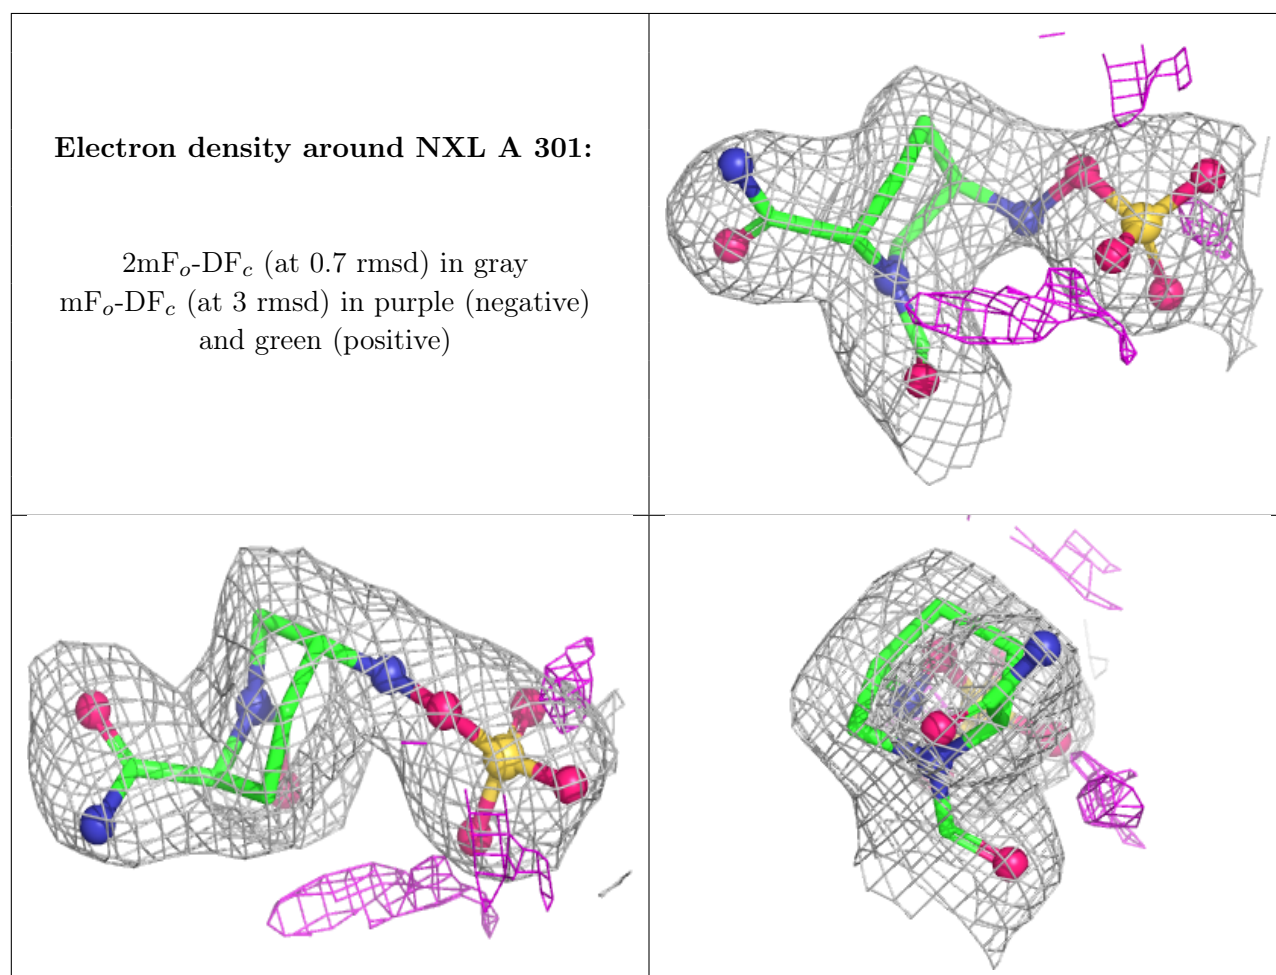 Electron density around NXL A 301:
2mFo-DFc (at 0.7 rmsd) in gray
mFo-DFc (at 3 rmsd) in purple (negative)
and green (positive)